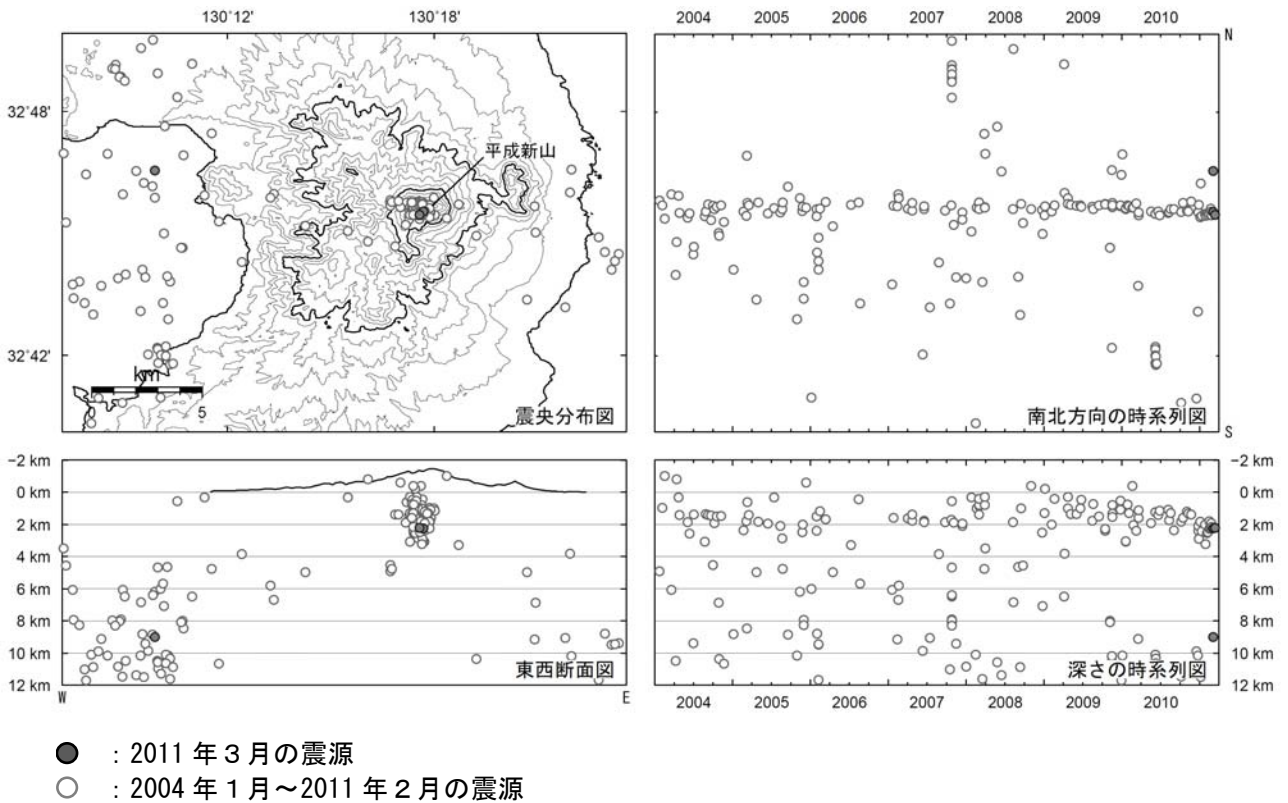 130°12′ 130°18′
2004 2005 2006 2007 2008 2009 2010
N
32°48′
平成新山
32°42′
km
0 5
震央分布図
南北方向の時系列図
S
-2 km
0 km
2 km
4 km
6 km
8 km
10 km
12 km
東西断面図
W E
-2 km
0 km
2 km
4 km
6 km
8 km
10 km
12 km
深さの時系列図
2004 2005 2006 2007 2008 2009 2010
● :2011 年3月の震源
○ :2004 年1月~2011 年2月の震源